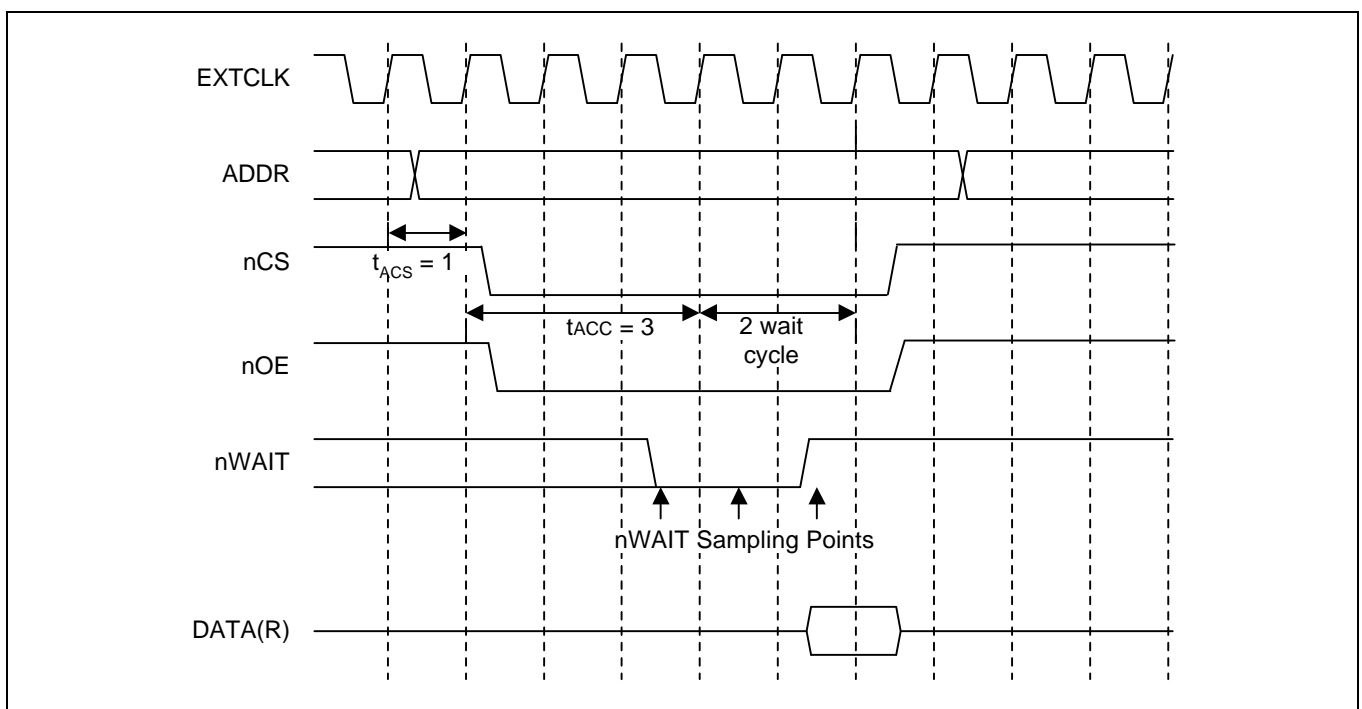 EXTCLK
ADDR
nCS
tACS = 1
tACC = 3
2 wait
cycle
nOE
nWAIT
nWAIT Sampling Points
DATA(R)